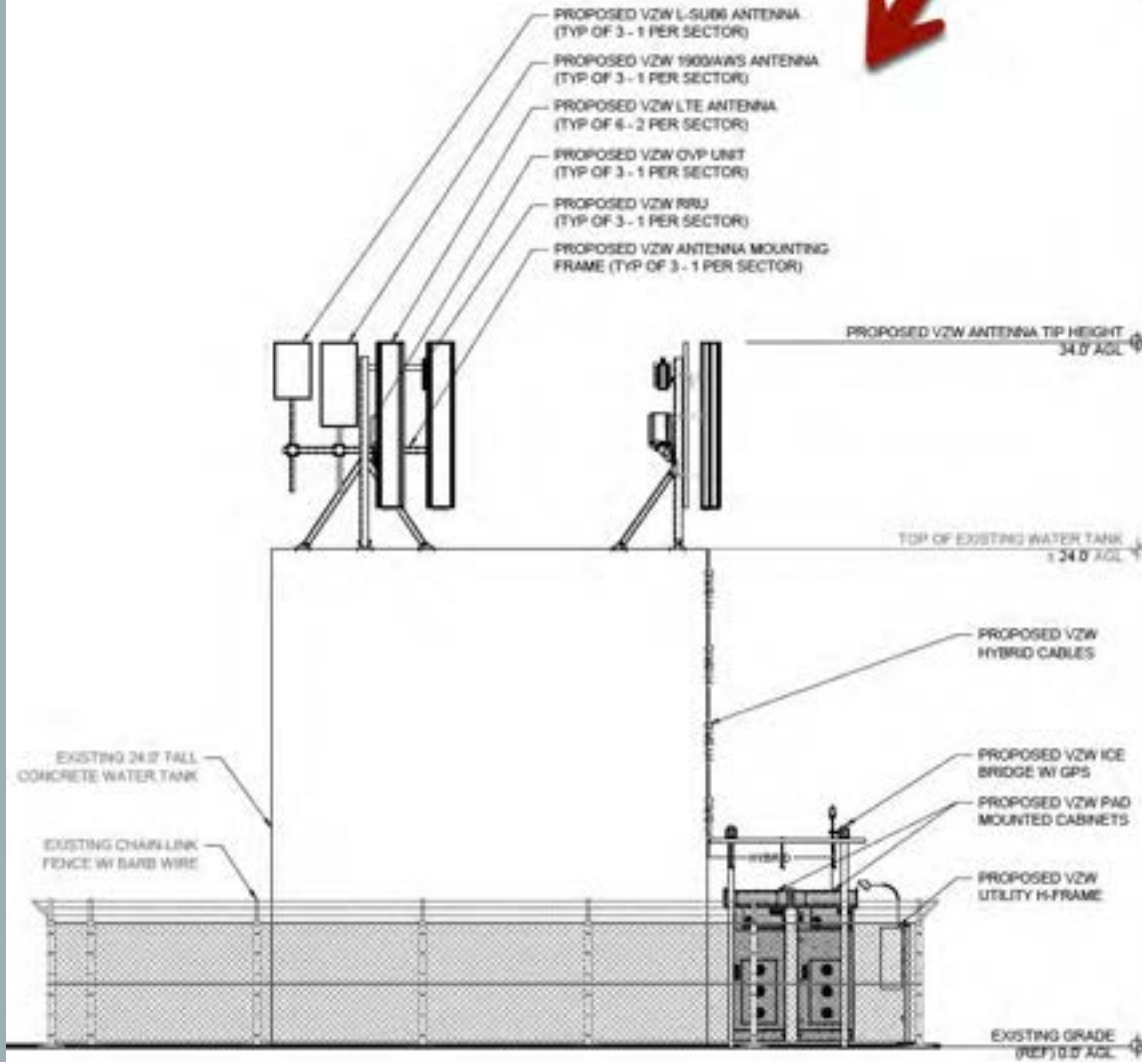 PROPOSED VZW L-SUB6 ANTENNA
(TYP OF 3 - 1 PER SECTOR)
PROPOSED VZW 1900/AWS ANTENNA
(TYP OF 3 - 1 PER SECTOR)
PROPOSED VZW LTE ANTENNA
(TYP OF 6 - 2 PER SECTOR)
PROPOSED VZW OVP UNIT
(TYP OF 3 - 1 PER SECTOR)
PROPOSED VZW RRU
(TYP OF 3 - 1 PER SECTOR)
PROPOSED VZW ANTENNA MOUNTING
FRAME (TYP OF 3 - 1 PER SECTOR)
PROPOSED VZW ANTENNA TIP HEIGHT
34.0' AGL
TOP OF EXISTING WATER TANK
± 24.0' AGL
PROPOSED VZW
HYBRID CABLES
EXISTING 24.0' TALL
CONCRETE WATER TANK
PROPOSED VZW ICE
BRIDGE W/ GPS
PROPOSED VZW PAD
MOUNTED CABINETS
EXISTING CHAIN-LINK
FENCE W/ BARB WIRE
HYBRID
PROPOSED VZW
UTILITY H-FRAME
EXISTING GRADE
(REF) 0.0' AGL